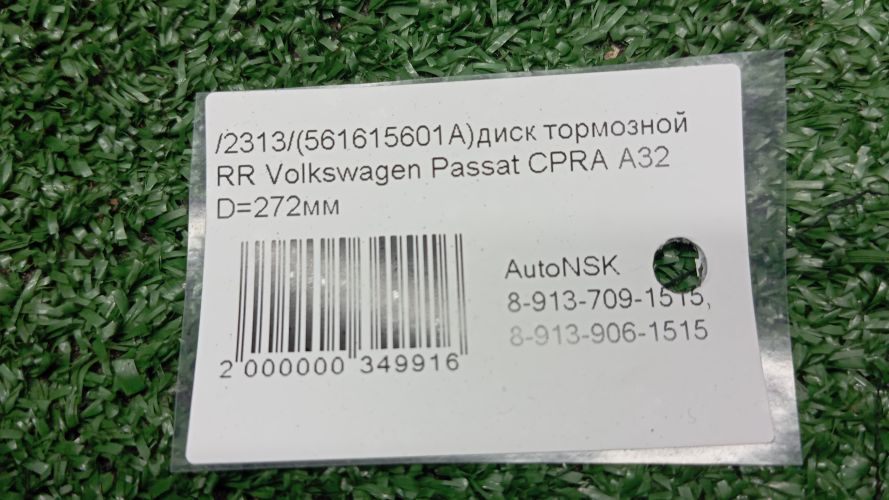 /2313/(561615601A)диск тормозной
RR Volkswagen Passat CPRA A32
D=272мм
AutoNSK
8-913-709-1515,
8-913-906-1515
2 000000 349916